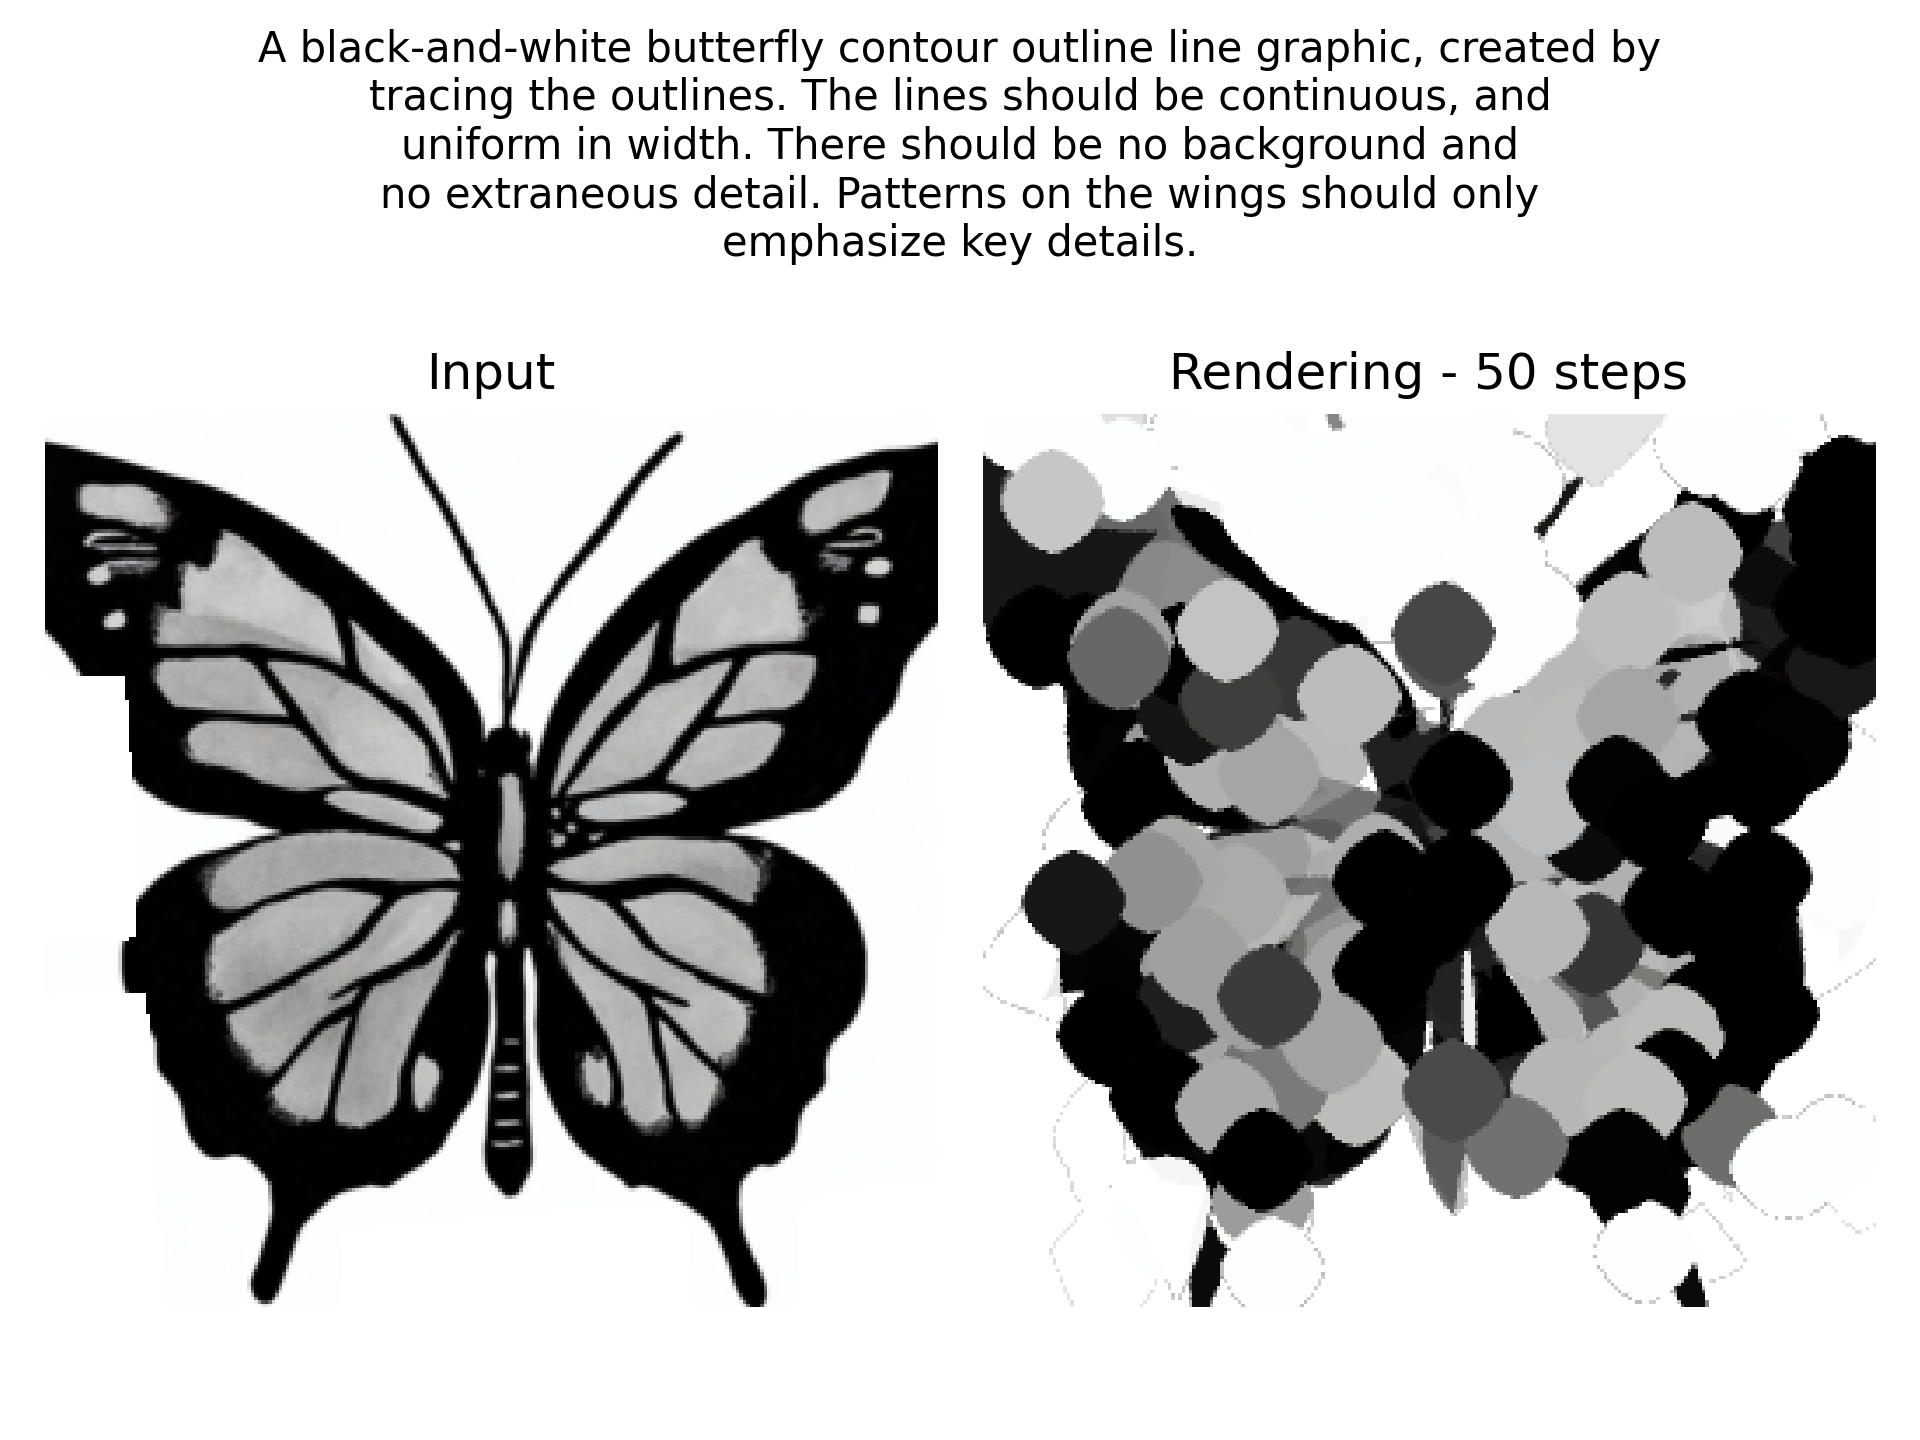 A black-and-white butterfly contour outline line graphic, created by
tracing the outlines. The lines should be continuous, and
uniform in width. There should be no background and
no extraneous detail. Patterns on the wings should only
emphasize key details.
Input
Rendering - 50 steps